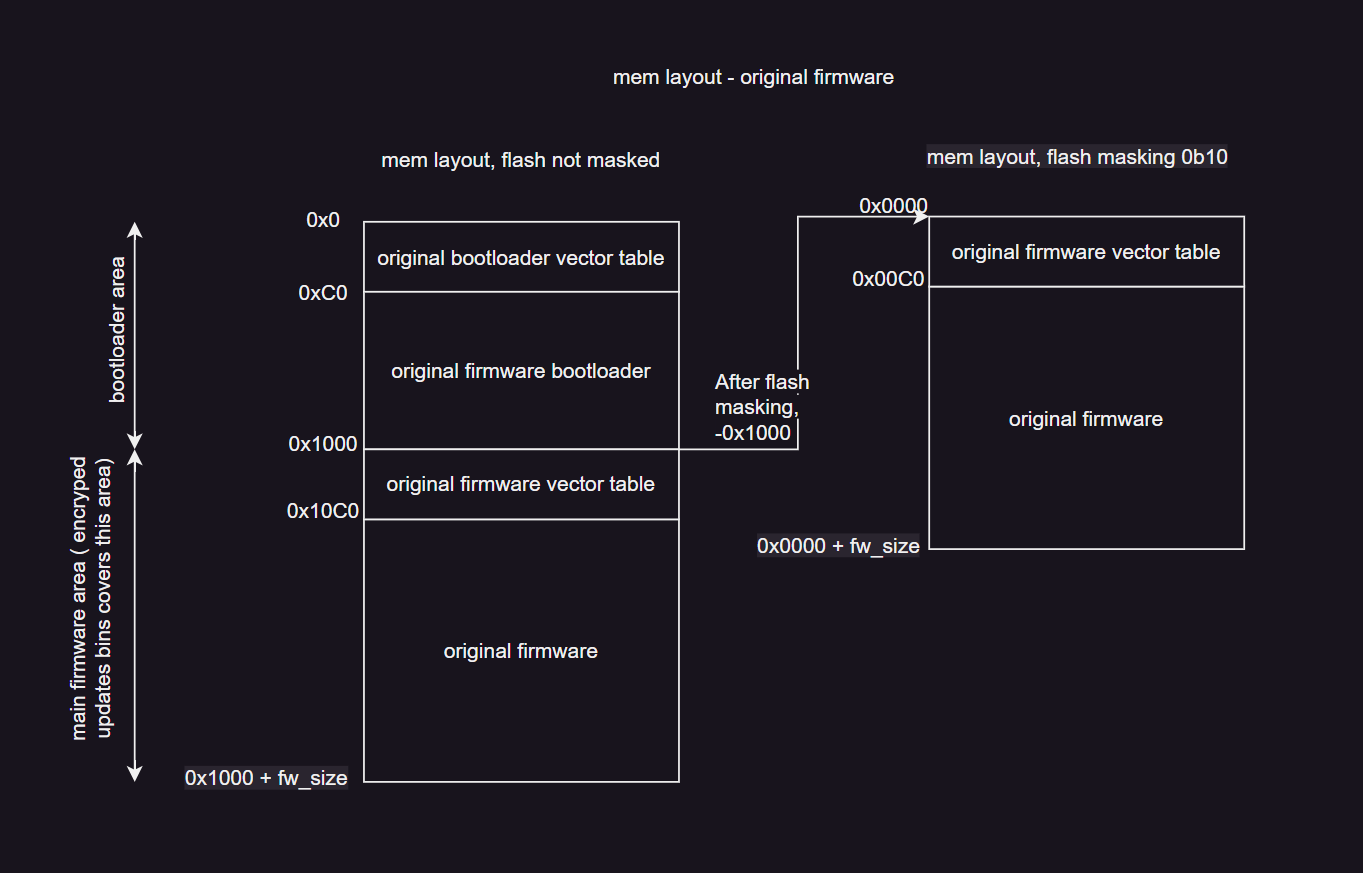 mem layout - original firmware
mem layout, flash not masked
mem layout, flash masking 0b10
0x0
original bootloader vector table
0xC0
original firmware bootloader
bootloader area
0x1000
original firmware vector table
0x10C0
original firmware
main firmware area ( encryped
updates bins covers this area)
0x1000 + fw_size
After flash
masking,
-0x1000
0x0000
original firmware vector table
0x00C0
original firmware
0x0000 + fw_size